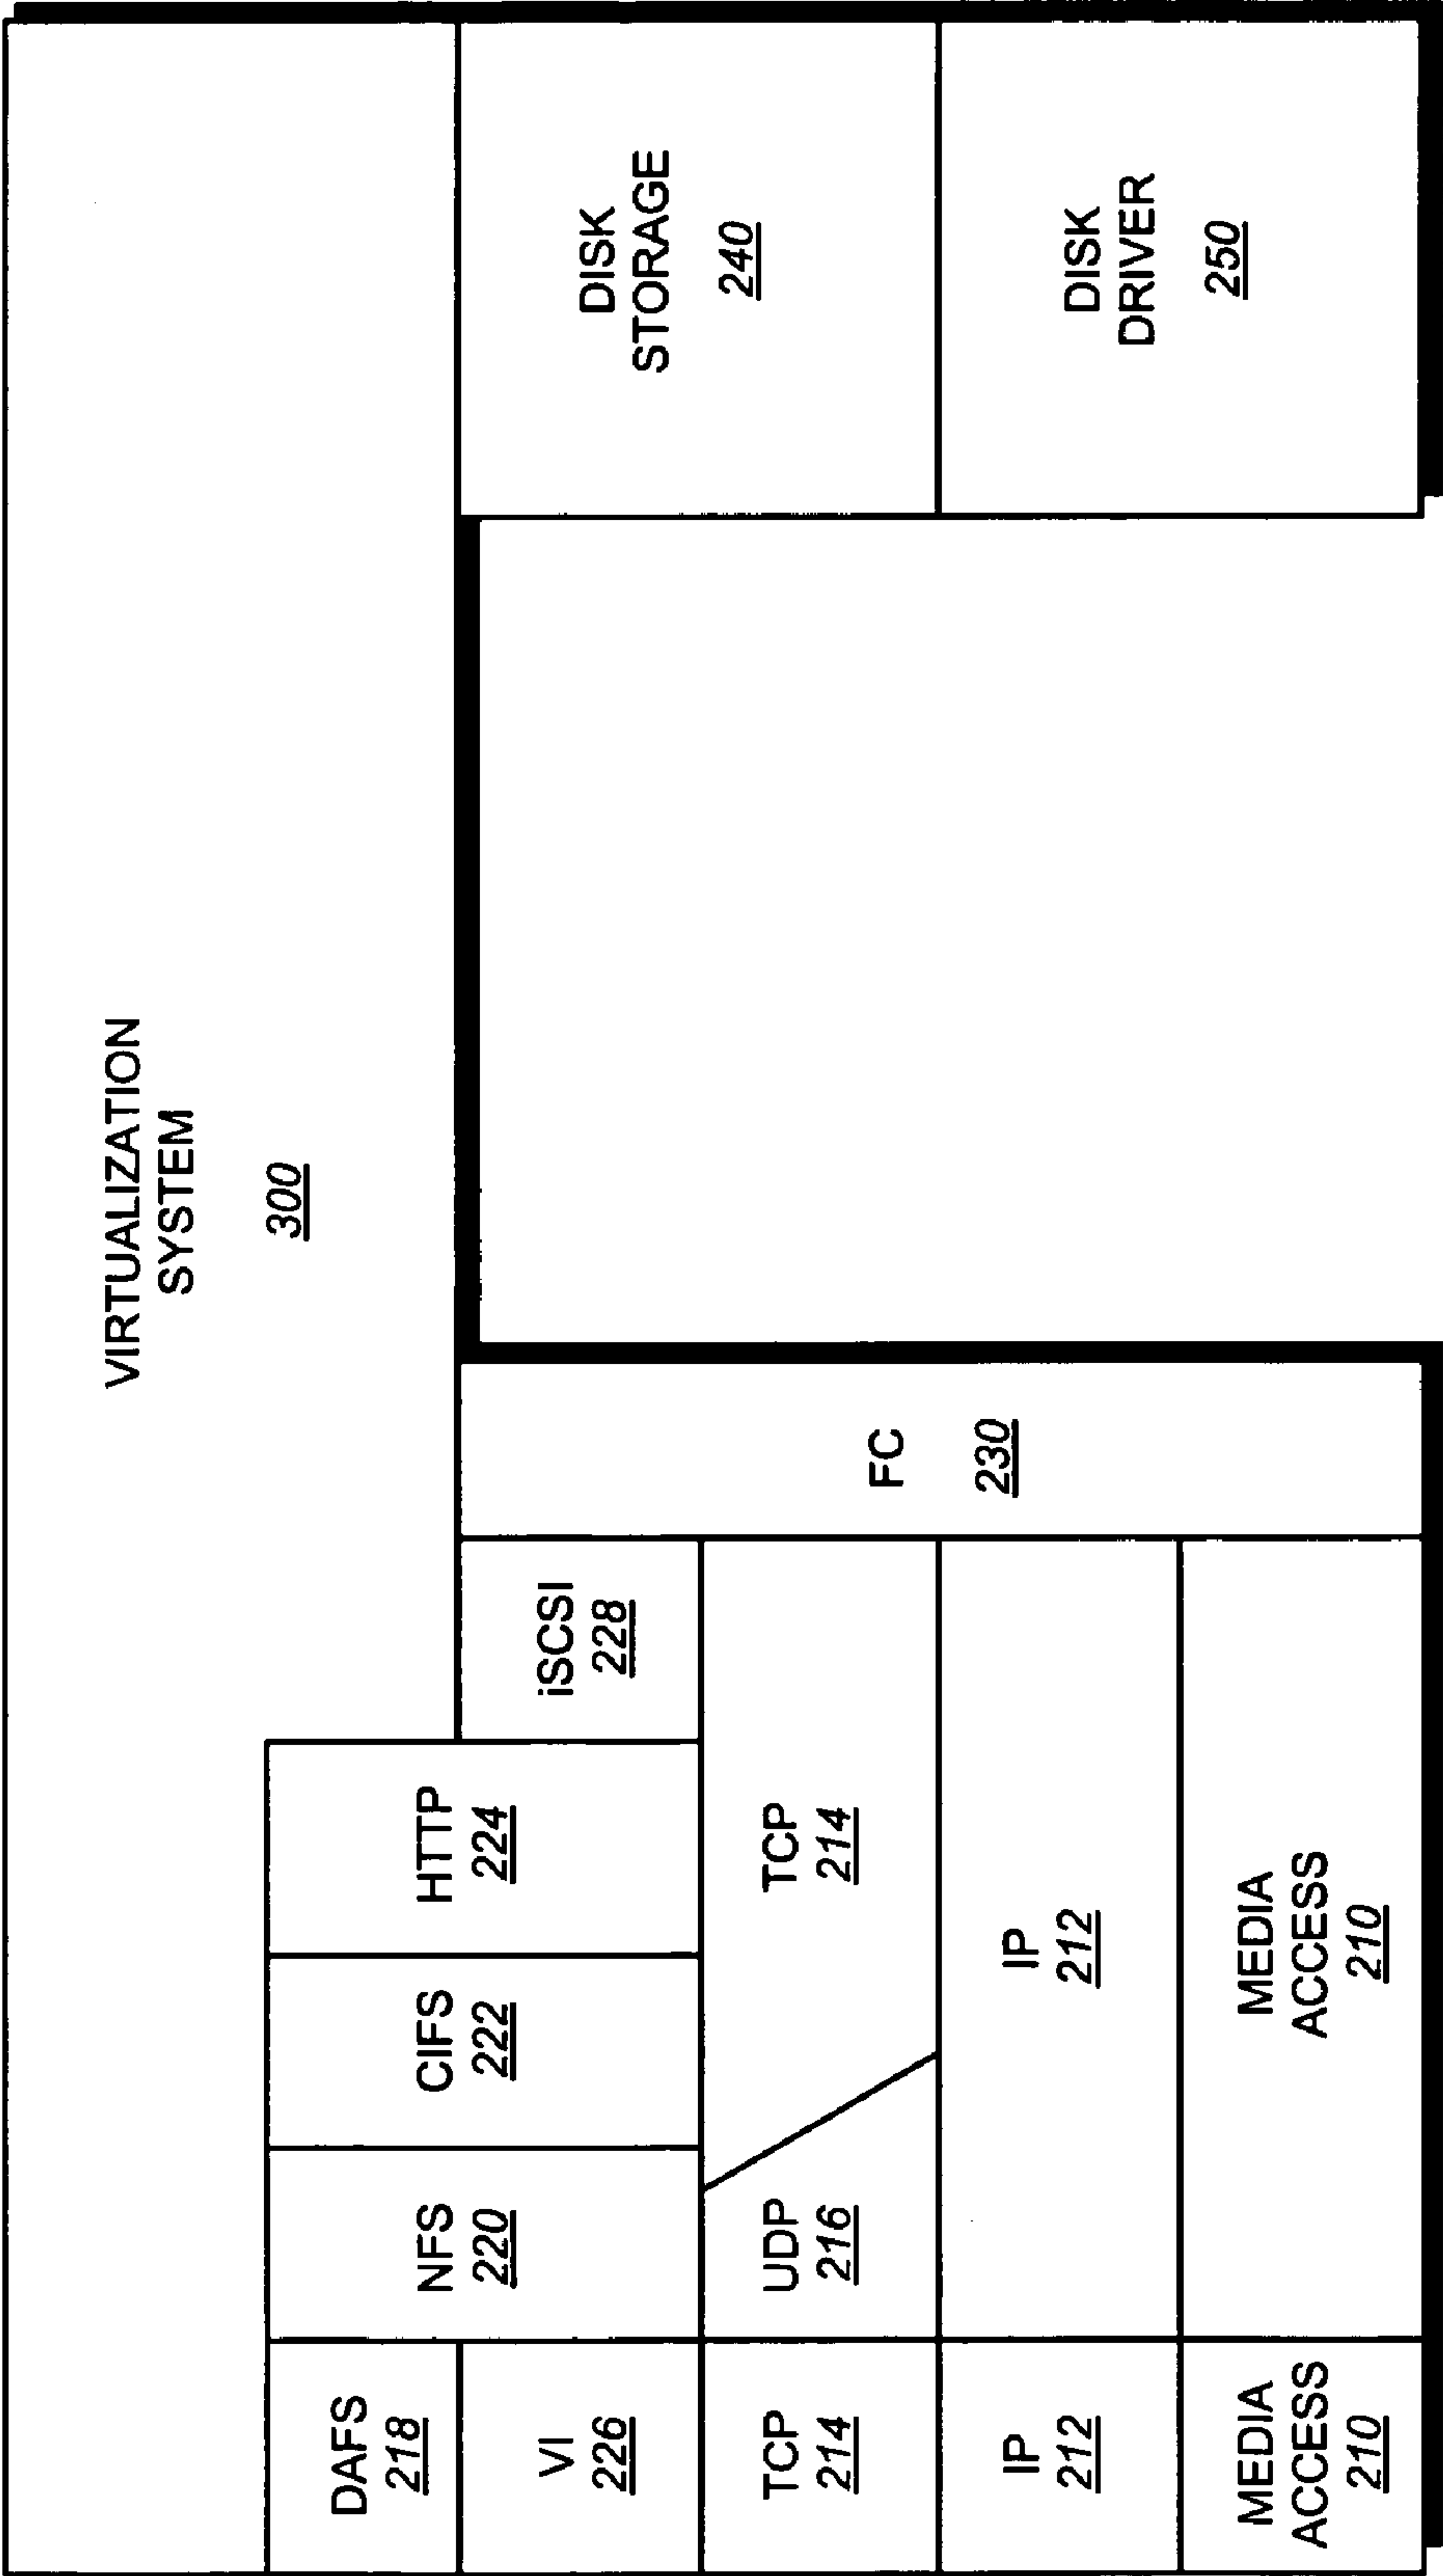 VIRTUALIZATION
SYSTEM
300
DAFS
218
VI
226
TCP
214
IP
212
MEDIA
ACCESS
210
NFS
220
CIFS
222
HTTP
224
iSCSI
228
UDP
216
TCP
214
IP
212
MEDIA
ACCESS
210
FC
230
DISK
STORAGE
240
DISK
DRIVER
250